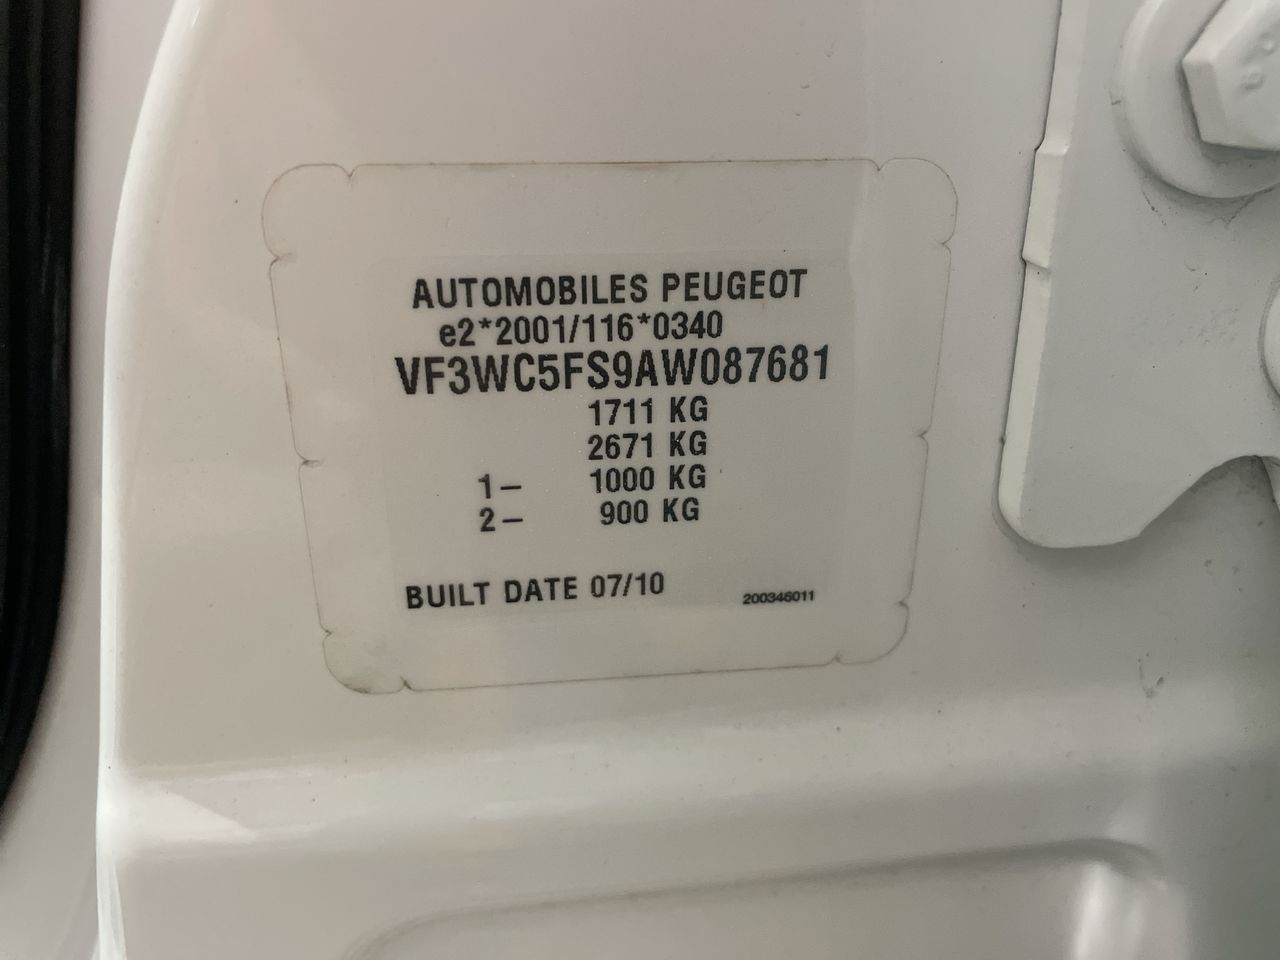 AUTOMOBILES PEUGEOT
e2*2001/116*0340
VF3WC5FS9AW087681
1711 KG
2671 KG
1– 1000 KG
2– 900 KG
BUILT DATE 07/10
200346011